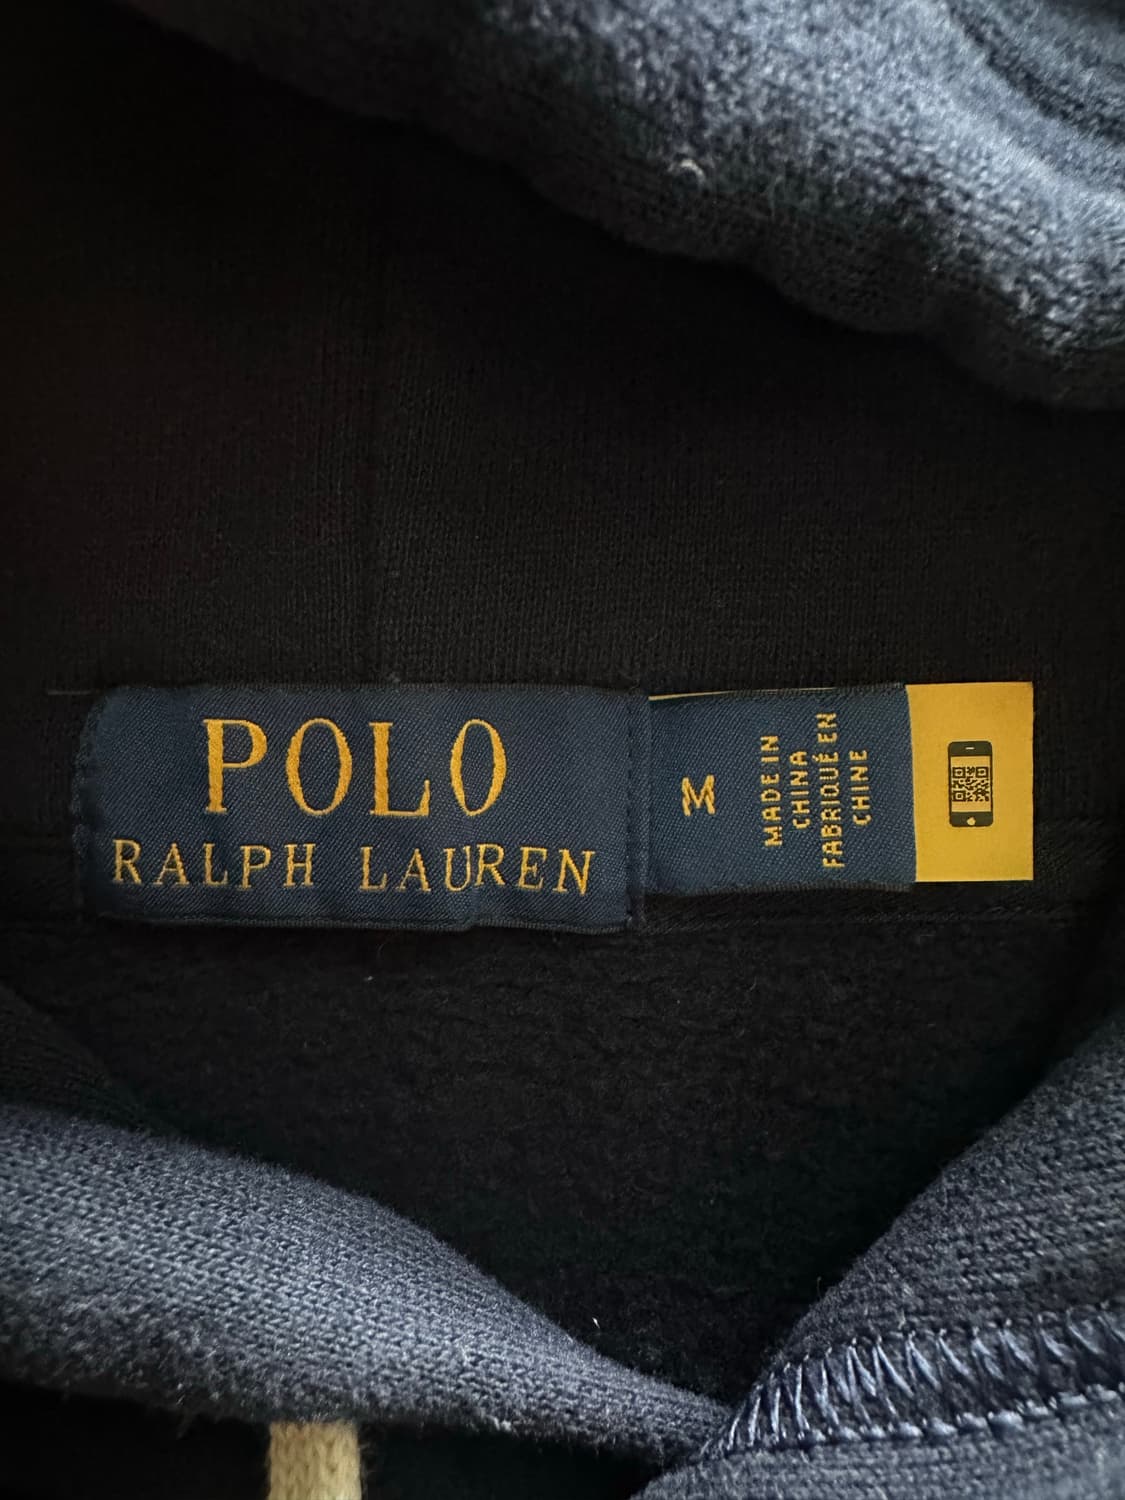 POLO
RALPH LAUREN
M
MADE IN
CHINA
FABRIQUÉ EN
CHINE